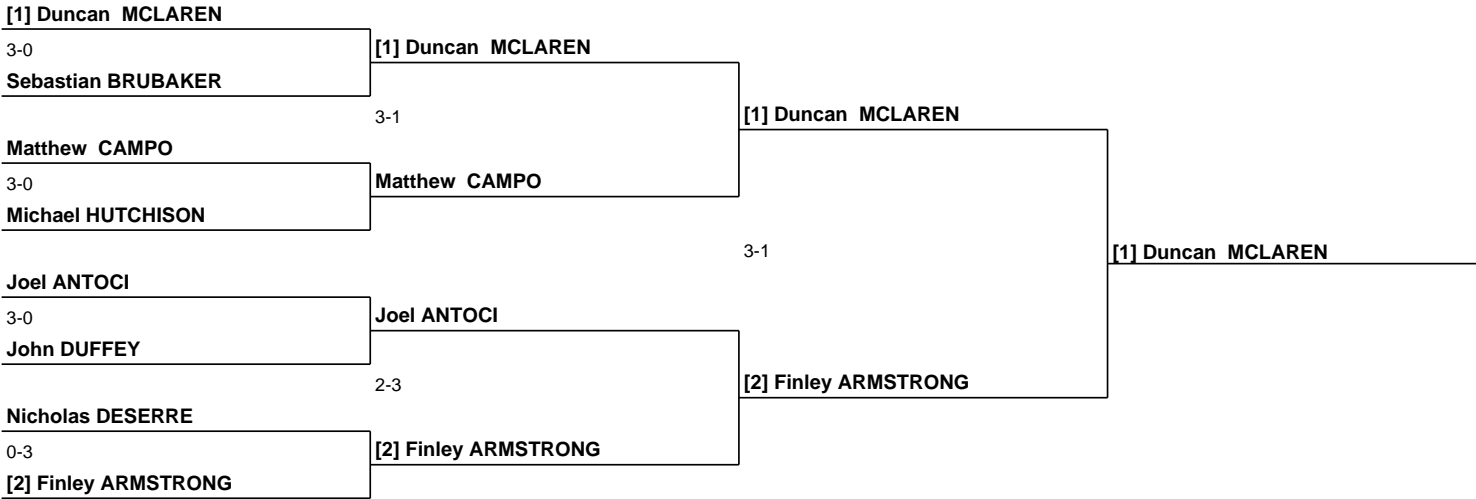 [1] Duncan  MCLAREN
3-0
[1] Duncan  MCLAREN
Sebastian BRUBAKER
3-1
[1] Duncan  MCLAREN
Matthew  CAMPO
3-0
Matthew  CAMPO
Michael HUTCHISON
3-1
[1] Duncan  MCLAREN
Joel ANTOCI
3-0
Joel ANTOCI
John DUFFEY
2-3
[2] Finley ARMSTRONG
Nicholas DESERRE
0-3
[2] Finley ARMSTRONG
[2] Finley ARMSTRONG